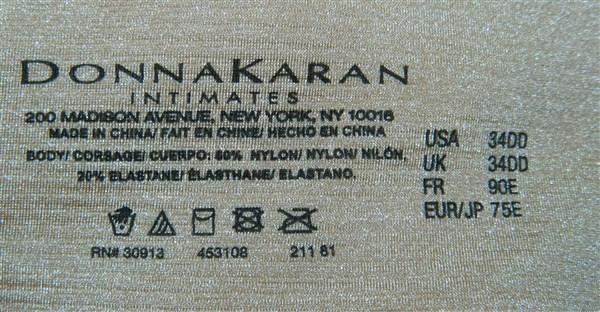 DONNAKARAN
INTIMATES
200 MADISON AVENUE, NEW YORK, NY 10016
MADE IN CHINA/ FAIT EN CHINE/ HECHO EN CHINA
BODY/ CORSAGE/ CUERPO: 80% NYLON/ NYLON/ NILÓN,
20% ELASTANE/ ÉLASTHANE/ ELASTANO.
USA 34DD
UK 34DD
FR 90E
EUR/JP 75E
RN# 30913 453108 211 61